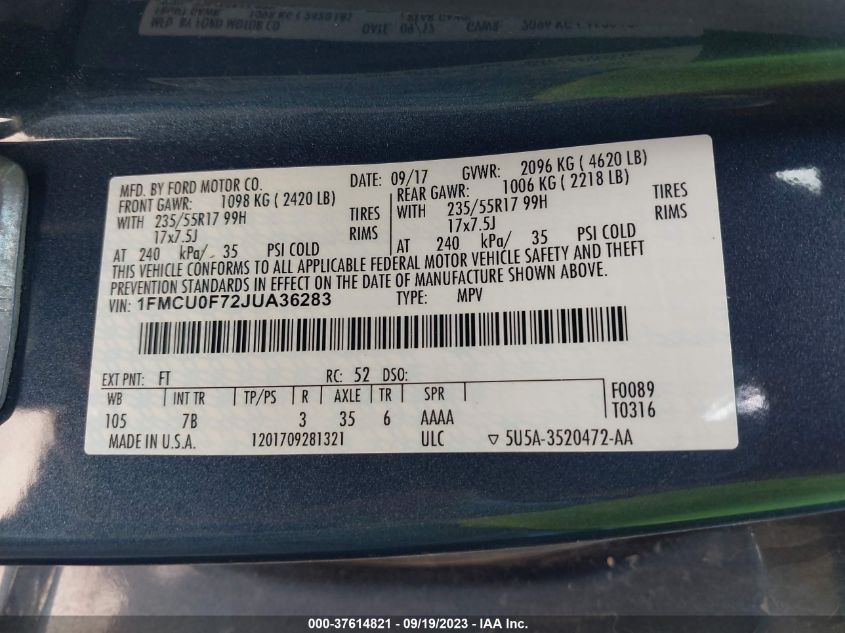 MFD. BY FORD MOTOR CO. DATE: 09/17 GVWR: 2096 KG ( 4620 LB)
FRONT GAWR: 1098 KG ( 2420 LB) REAR GAWR: 1006 KG ( 2218 LB)
WITH 235/55R17 99H TIRES WITH 235/55R17 99H TIRES
17x7.5J RIMS 17x7.5J RIMS
AT 240 kPa/ 35 PSI COLD AT 240 kPa/ 35 PSI COLD
THIS VEHICLE CONFORMS TO ALL APPLICABLE FEDERAL MOTOR VEHICLE SAFETY AND THEFT
PREVENTION STANDARDS IN EFFECT ON THE DATE OF MANUFACTURE SHOWN ABOVE.
VIN: 1FMCU0F72JUA36283 TYPE: MPV
EXT PNT: FT RC: 52 DSO:
WB INT TR TP/PS R AXLE TR SPR F0089
105 7B 3 35 6 AAAA T0316
MADE IN U.S.A. 1201709281321 ULC ▽ 5U5A-3520472-AA
000-37614821 - 09/19/2023 - IAA Inc.